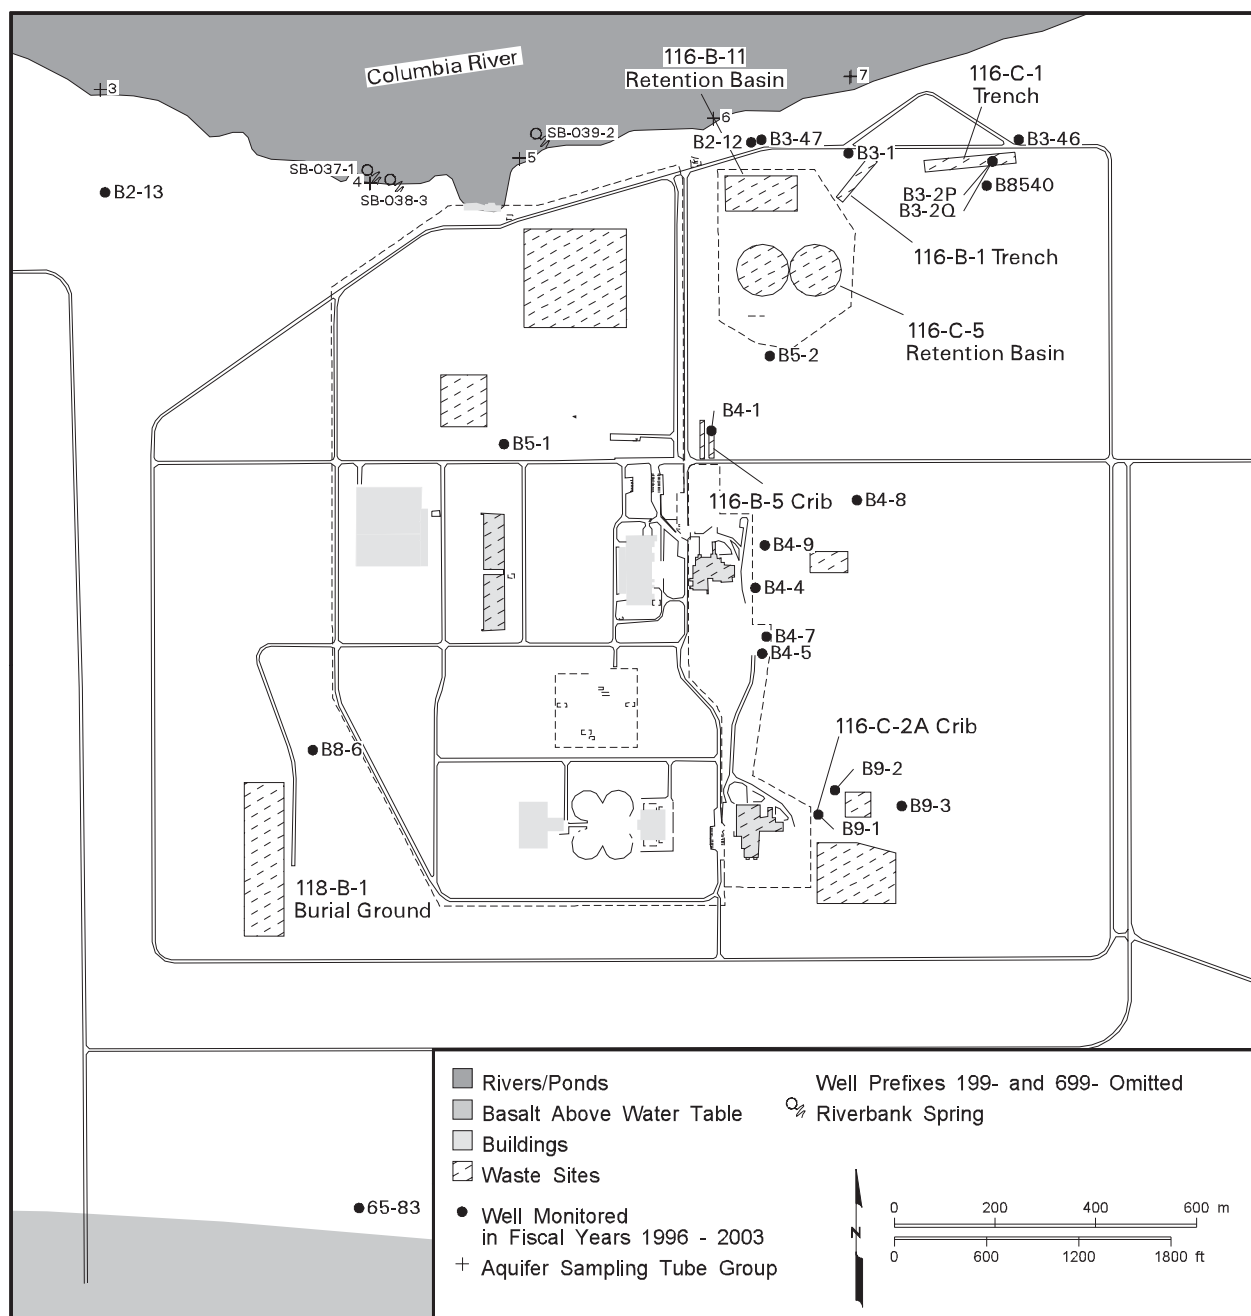 Columbia River
116-B-11
Retention Basin
7
116-C-1
Trench
3
6
SB-039-2
B2-12
B3-47
B3-1
B3-46
5
SB-037-1
4
SB-038-3
B2-13
B3-2P
B3-2Q
B8540
116-B-1 Trench
116-C-5
Retention Basin
B5-2
B4-1
B5-1
116-B-5 Crib
B4-8
B4-9
B4-4
B4-7
B4-5
116-C-2A Crib
B8-6
B9-2
B9-3
B9-1
118-B-1
Burial Ground
65-83
Rivers/Ponds
Basalt Above Water Table
Buildings
Waste Sites
Well Monitored
in Fiscal Years 1996 - 2003
Aquifer Sampling Tube Group
Well Prefixes 199- and 699- Omitted
Riverbank Spring
N
0 200 400 600 m
0 600 1200 1800 ft